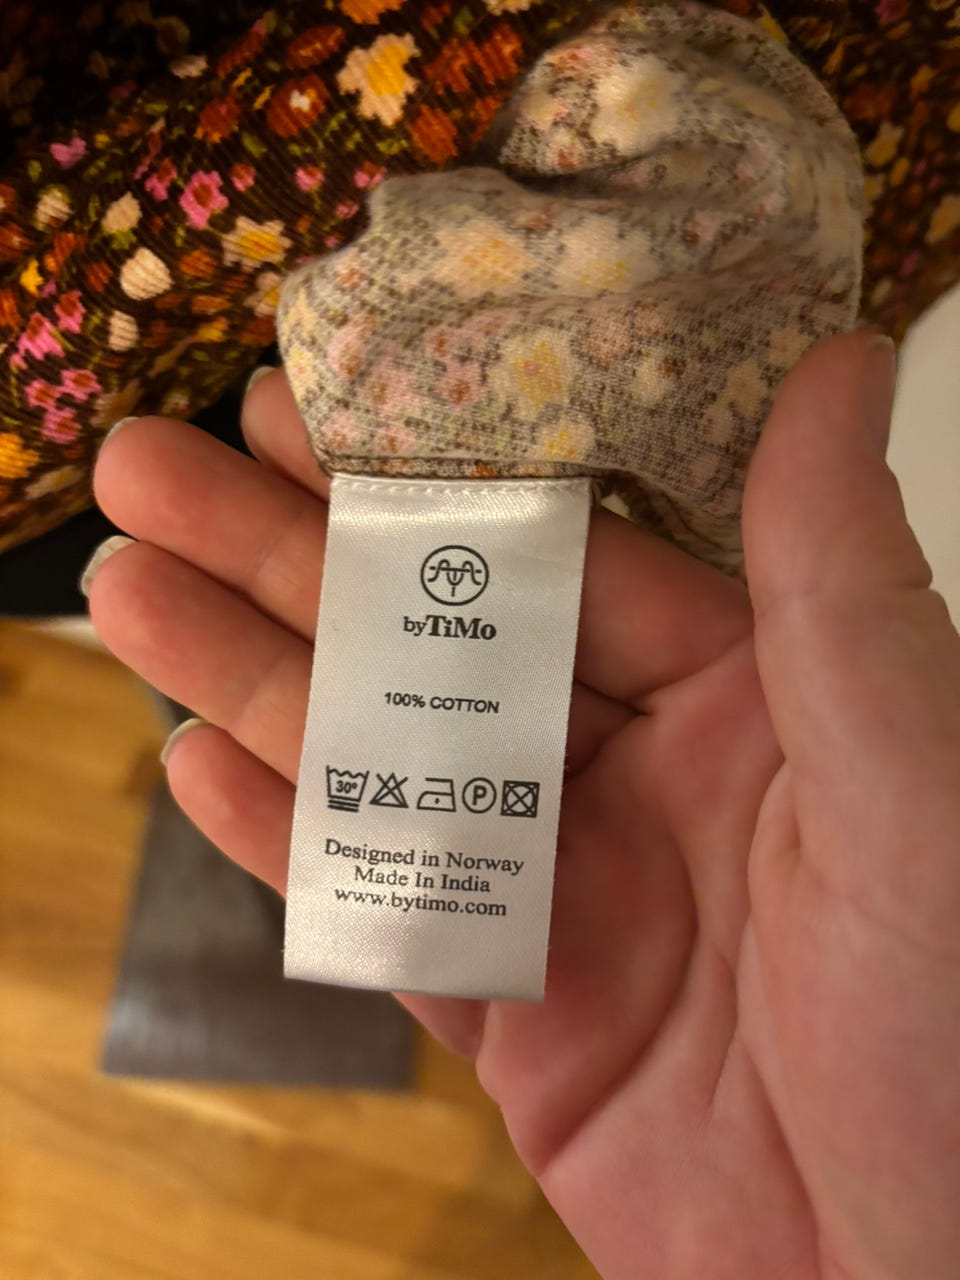 byTiMo
100% COTTON
30° P
Designed in Norway
Made In India
www.bytimo.com